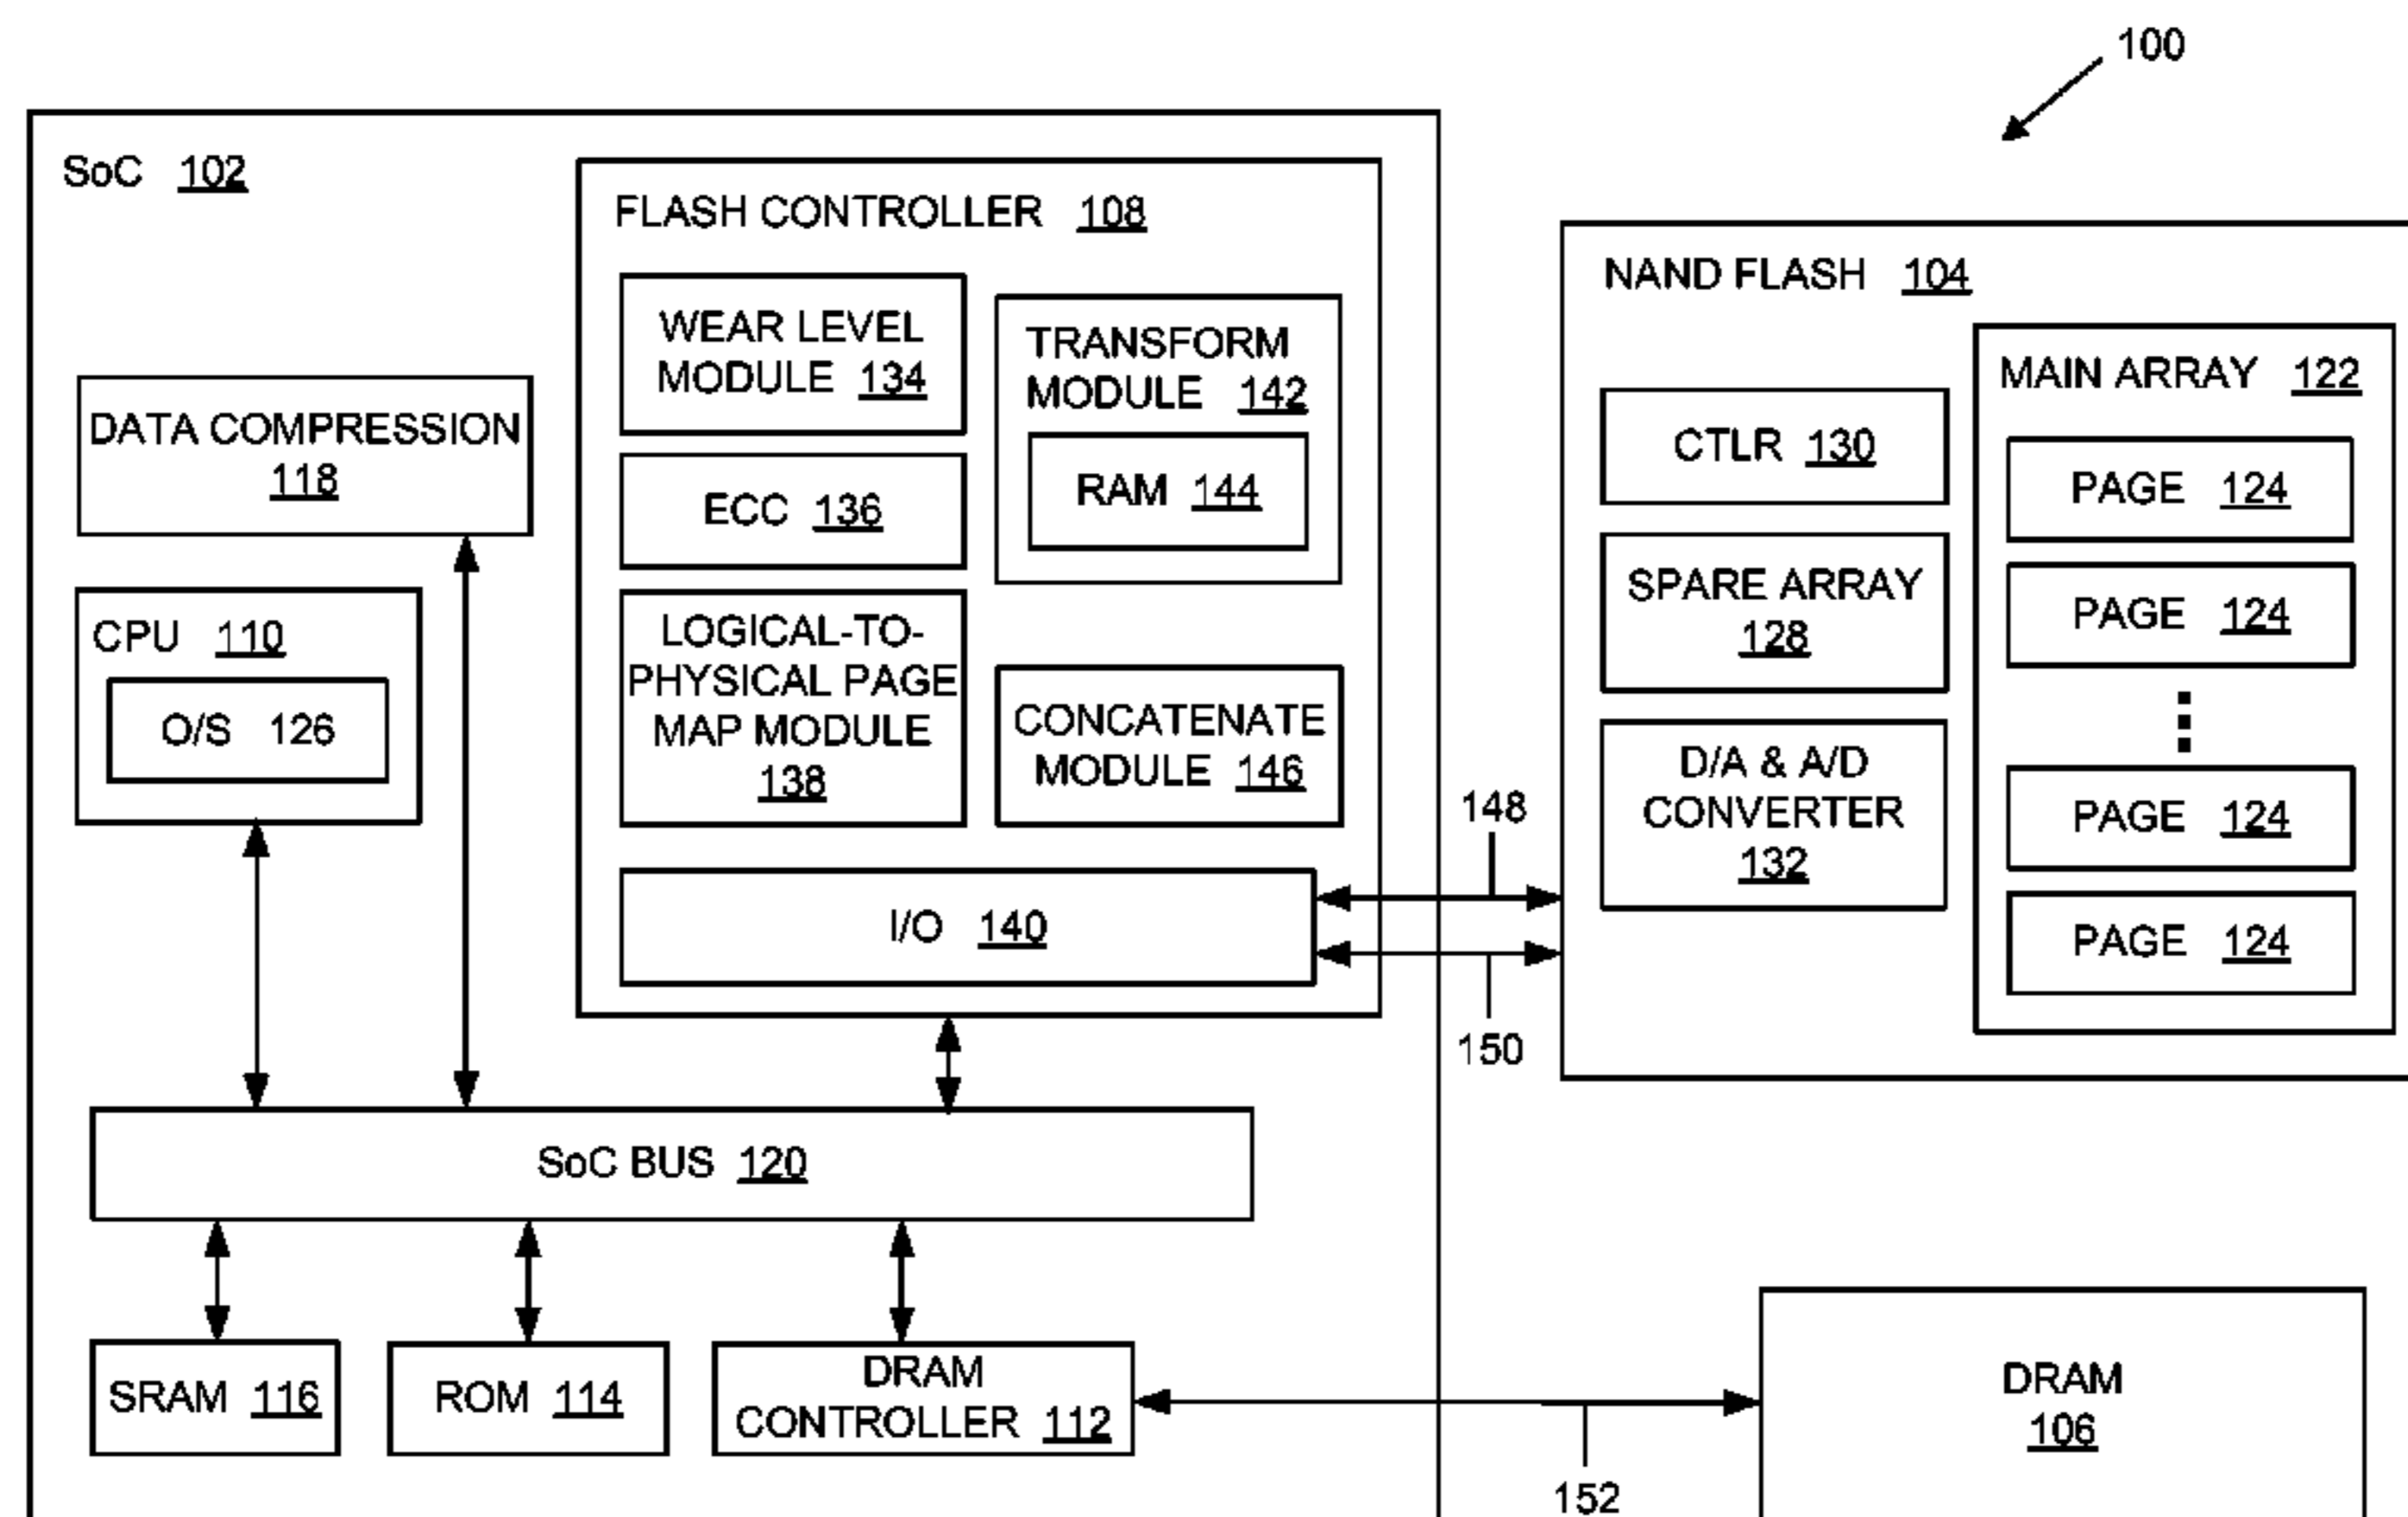 100
SoC 102
FLASH CONTROLLER 108
WEAR LEVEL
MODULE 134
TRANSFORM
MODULE 142
RAM 144
ECC 136
LOGICAL-TO-
PHYSICAL PAGE
MAP MODULE
138
CONCATENATE
MODULE 146
I/O 140
DATA COMPRESSION
118
CPU 110
O/S 126
148
150
NAND FLASH 104
CTLR 130
SPARE ARRAY
128
D/A & A/D
CONVERTER
132
MAIN ARRAY 122
PAGE 124
PAGE 124
PAGE 124
PAGE 124
SoC BUS 120
SRAM 116
ROM 114
DRAM
CONTROLLER 112
152
DRAM
106